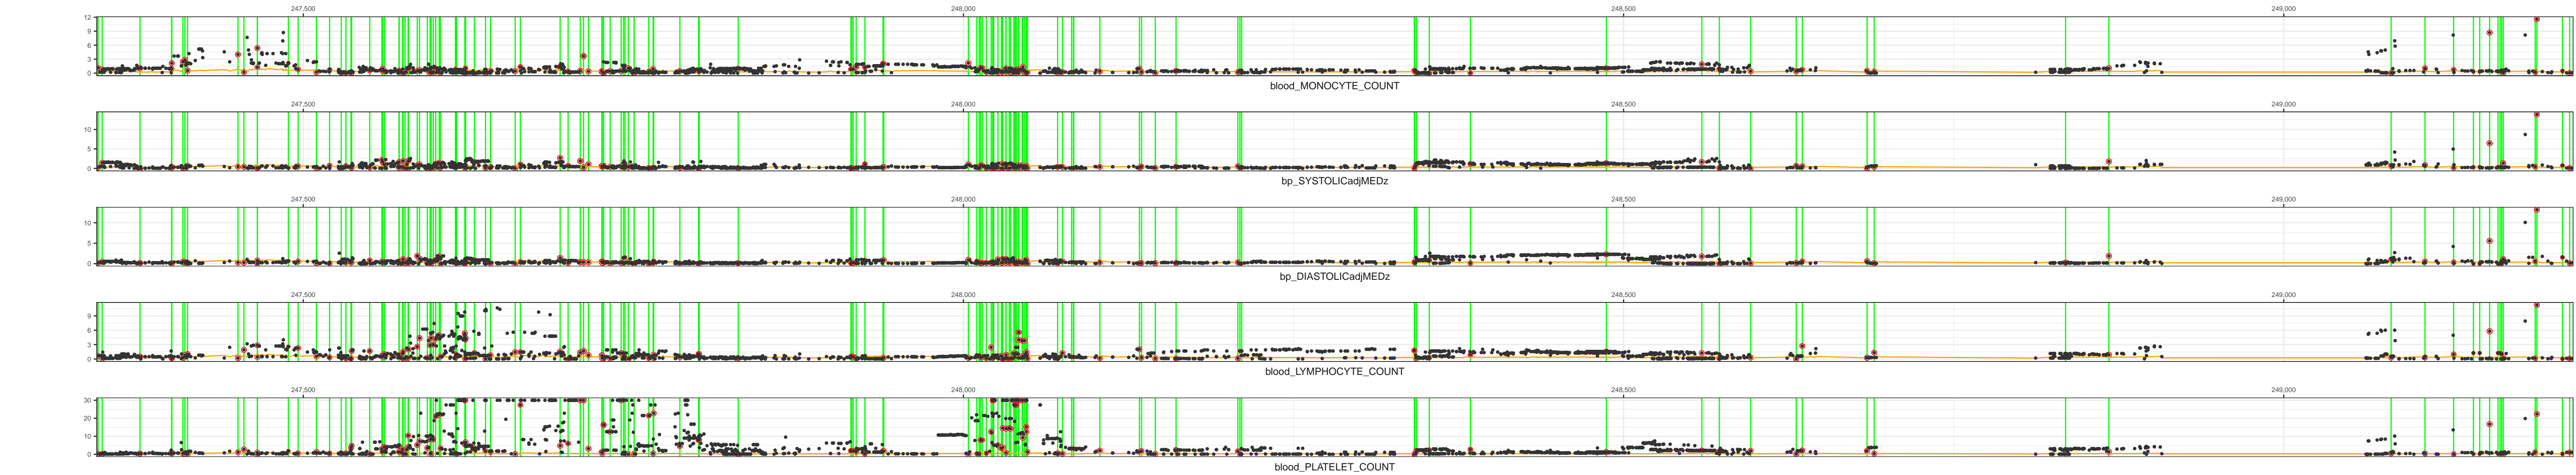 247,500 248,000 248,500 249,000
12
9
6
3
0
blood_MONOCYTE_COUNT
247,500 248,000 248,500 249,000
10
5
0
bp_SYSTOLICadjMEDz
247,500 248,000 248,500 249,000
10
5
0
bp_DIASTOLICadjMEDz
247,500 248,000 248,500 249,000
9
6
3
0
blood_LYMPHOCYTE_COUNT
247,500 248,000 248,500 249,000
30
20
10
0
blood_PLATELET_COUNT